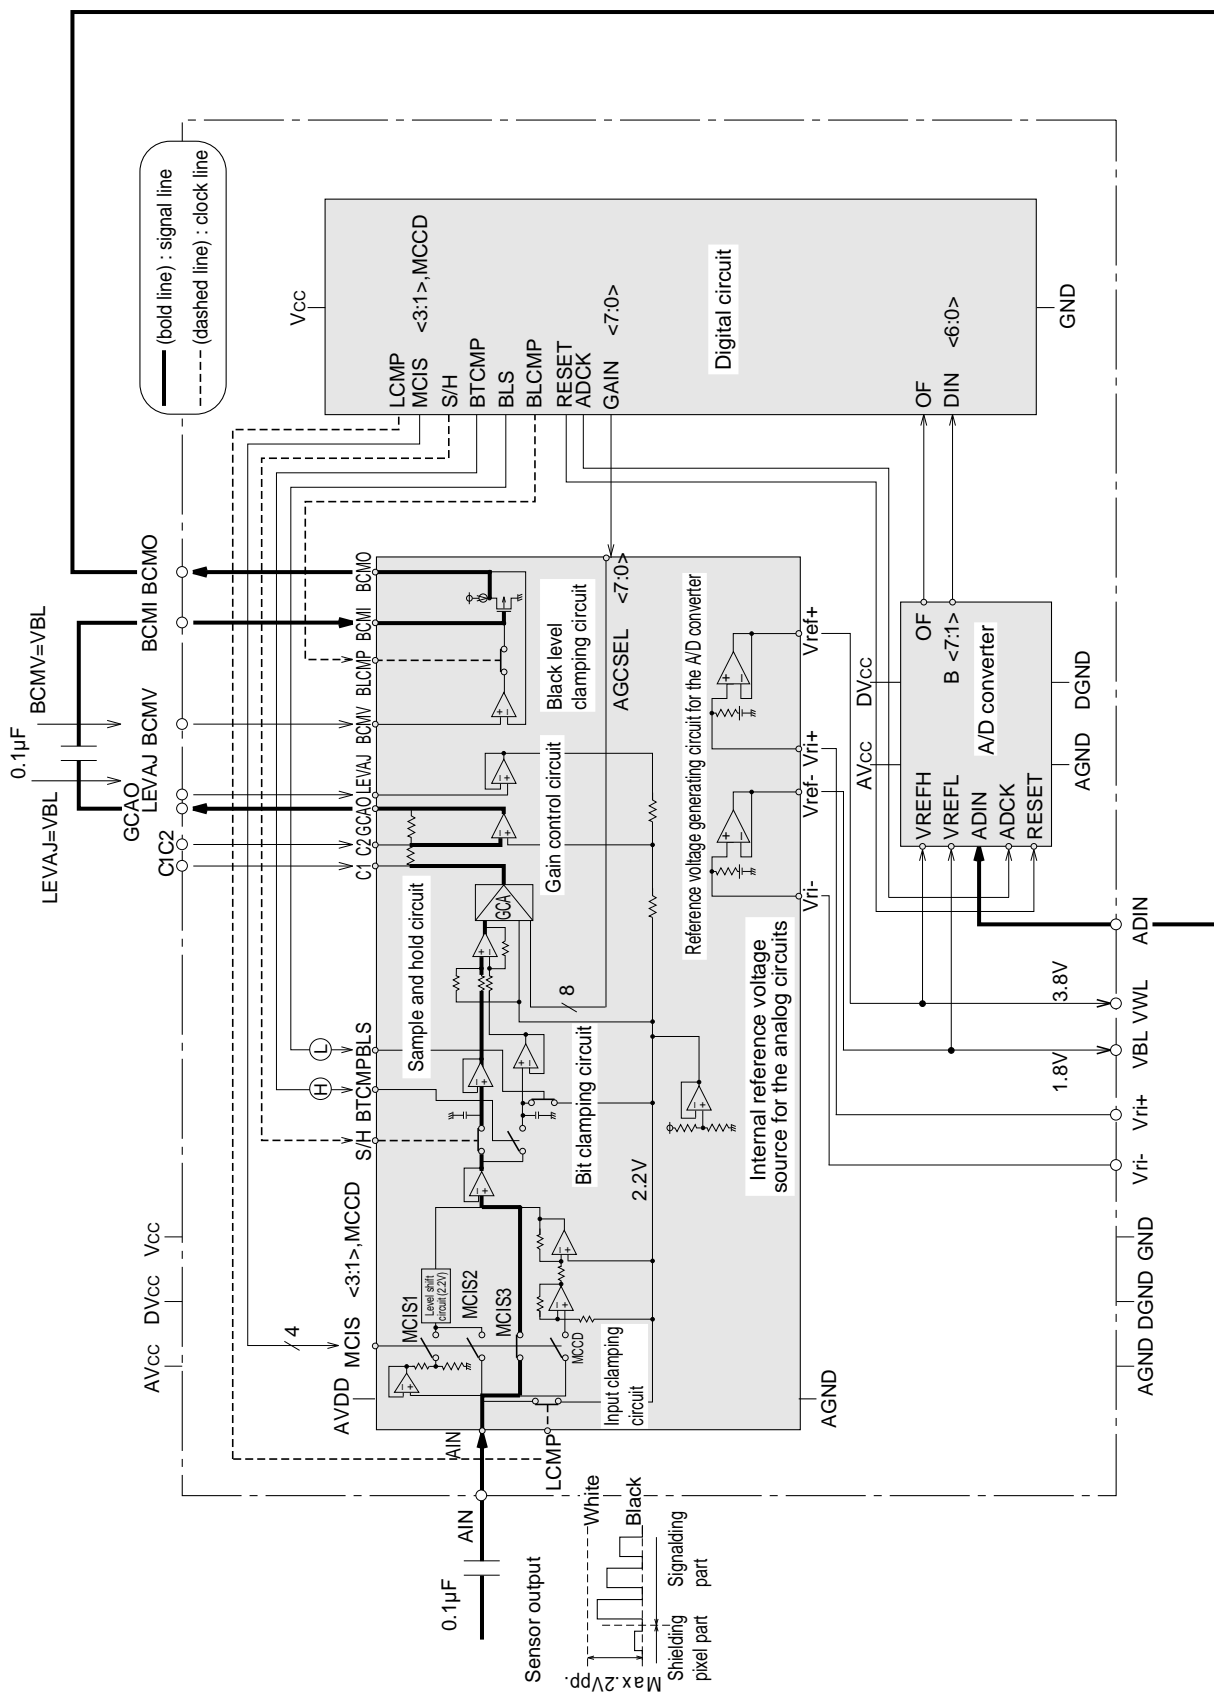 (bold line) : signal line
(dashed line) : clock line
0.1µF
BCMV=VBL
LEVAJ=VBL
C1C2
GCAO
LEVAJ
BCMV
BCMI
BCMO
AVCC
DVCC
VCC
VCC
LCMP
MCIS <3:1>,MCCD
S/H
BTCMP
BLS
BLCMP
RESET
ADCK
GAIN <7:0>
Digital circuit
OF
DIN <6:0>
GND
H
L
4
AVDD
MCIS <3:1>,MCCD
S/H
BTCMP
BLS
C1
C2
GCAO
LEVAJ
BCMV
BLCMP
BCMI
BCMO
0.1µF
AIN
AIN
LCMP
MCIS1
Level shift
circuit (2.2V)
MCIS2
MCIS3
MCCD
Input clamping
circuit
Sample and hold circuit
GCA
Gain control circuit
Black level
clamping circuit
Bit clamping circuit
8
AGCSEL <7:0>
2.2V
Internal reference voltage
source for the analog circuits
Reference voltage generating circuit for the A/D converter
AGND
Vri-
Vref-
Vri+
Vref+
AVCC
DVCC
VREFH
VREFL
ADIN
ADCK
RESET
OF
B <7:1>
A/D converter
AGND
DGND
Sensor output
White
Black
Max.2Vpp.
Shielding
pixel part
Signalding
part
1.8V
3.8V
AGND
DGND
GND
Vri-
Vri+
VBL
VWL
ADIN